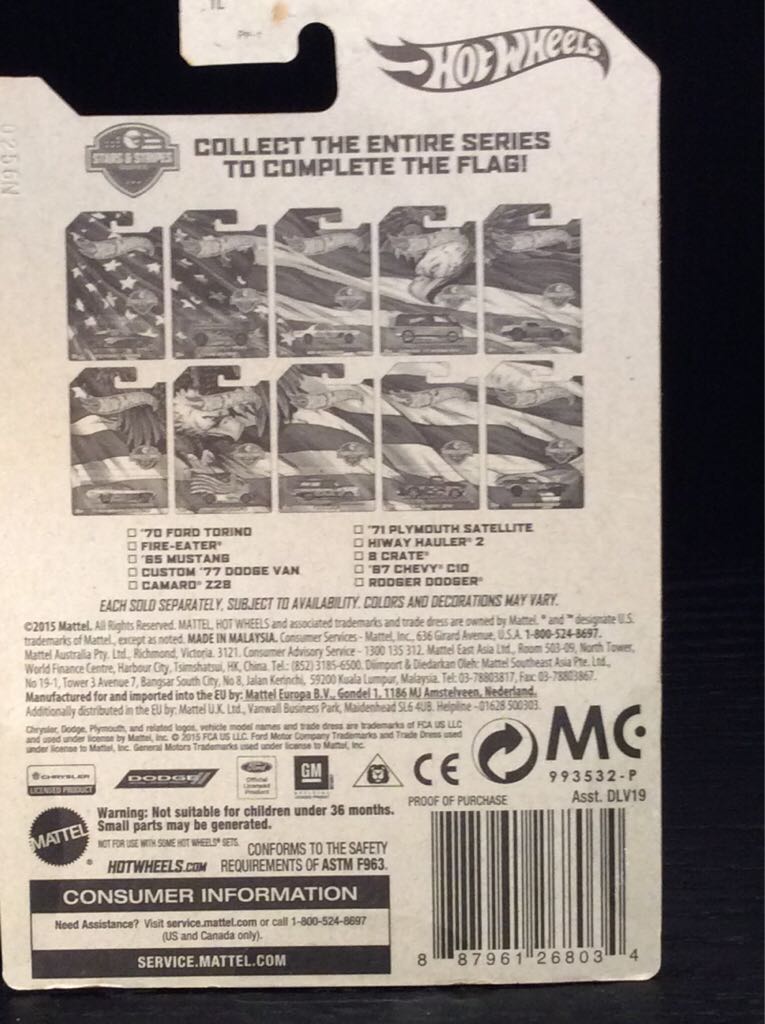 HOT WHEELS
0256N
STARS & STRIPES
COLLECT THE ENTIRE SERIES
TO COMPLETE THE FLAG!
☐ '70 FORD TORINO
☐ FIRE-EATER®
☐ '65 MUSTANG
☐ CUSTOM '77 DODGE VAN
☐ CAMARO® Z28
☐ '71 PLYMOUTH SATELLITE
☐ HIWAY HAULER® 2
☐ 8 CRATE®
☐ '67 CHEVY® C10
☐ RODGER DODGER®
EACH SOLD SEPARATELY, SUBJECT TO AVAILABILITY. COLORS AND DECORATIONS MAY VARY.
©2015 Mattel. All Rights Reserved. MATTEL, HOT WHEELS and associated trademarks and trade dress are owned by Mattel. ® and ™ designate U.S.
trademarks of Mattel, except as noted. MADE IN MALAYSIA. Consumer Services - Mattel, Inc., 636 Girard Avenue, U.S.A. 1-800-524-8697.
Mattel Australia Pty. Ltd., Richmond, Victoria. 3121. Consumer Advisory Service - 1300 135 312. Mattel East Asia Ltd., Room 503-09, North Tower,
World Finance Centre, Harbour City, Tsimshatsui, HK, China. Tel.: (852) 3185-6500. Diimport & Diedarkan Oleh: Mattel Southeast Asia Pte. Ltd.,
No 19-1, Tower 3 Avenue 7, Bangsar South City, No 8, Jalan Kerinchi, 59200 Kuala Lumpur, Malaysia. Tel: 03-78803817, Fax: 03-78803867.
Manufactured for and imported into the EU by: Mattel Europa B.V., Gondel 1, 1186 MJ Amstelveen, Nederland.
Additionally distributed in the EU by: Mattel U.K. Ltd., Vanwall Business Park, Maidenhead SL6 4UB. Helpline - 01628 500303.
Chrysler, Dodge, Plymouth, and related logos, vehicle model names and trade dress are trademarks of FCA US LLC
and used under license by Mattel, Inc. © 2015 FCA US LLC. Ford Motor Company Trademarks and Trade Dress used
under license to Mattel, Inc. General Motors Trademarks used under license to Mattel, Inc.
CHRYSLER
LICENSED PRODUCT
DODGE
Ford
Official
Licensed
Product
GM
CE
MC
993532-P
PROOF OF PURCHASE
Asst. DLV19
MATTEL
Warning: Not suitable for children under 36 months.
Small parts may be generated.
NOT FOR USE WITH SOME HOT WHEELS® SETS.
HOTWHEELS.COM
CONFORMS TO THE SAFETY
REQUIREMENTS OF ASTM F963.
CONSUMER INFORMATION
Need Assistance? Visit service.mattel.com or call 1-800-524-8697
(US and Canada only).
SERVICE.MATTEL.COM
8 87961 26803 4